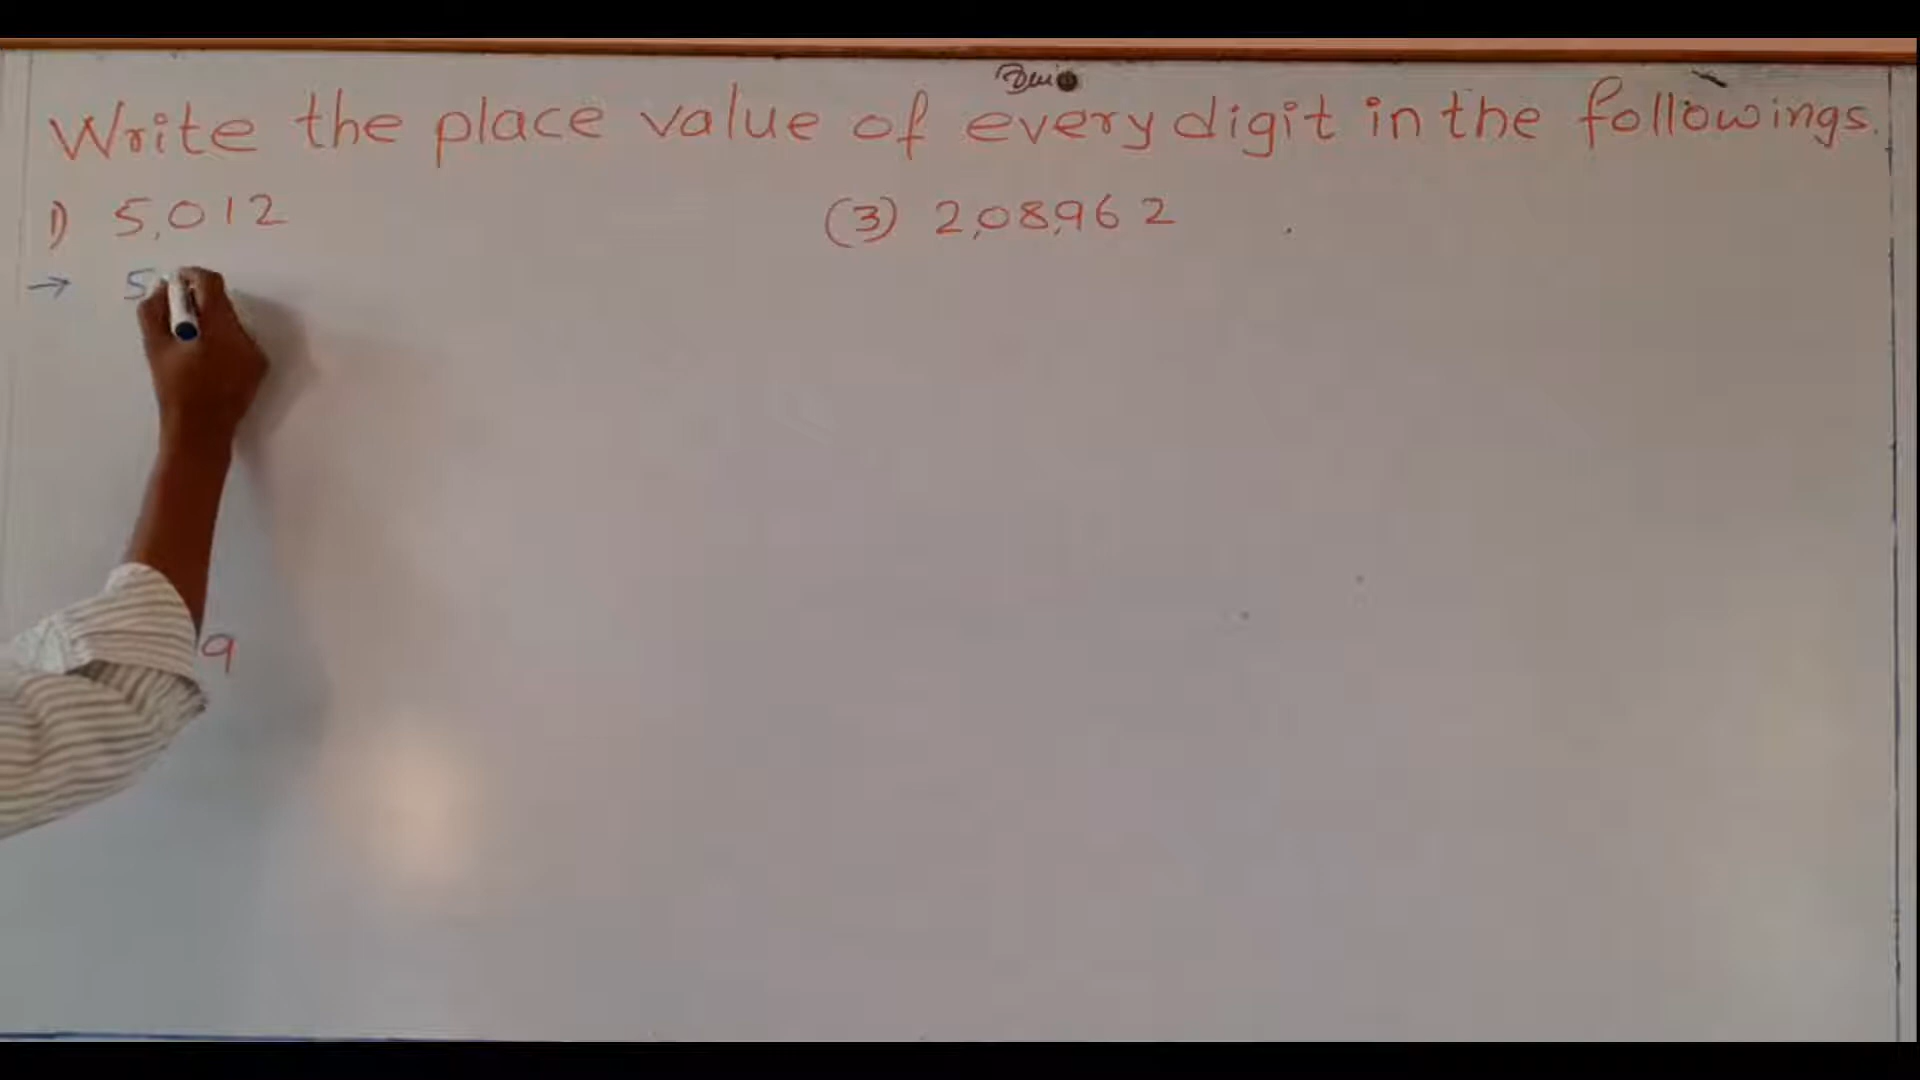 Write the place value of every digit in the followings.
1) 5,012
(3) 2,08,962
→ 5
9